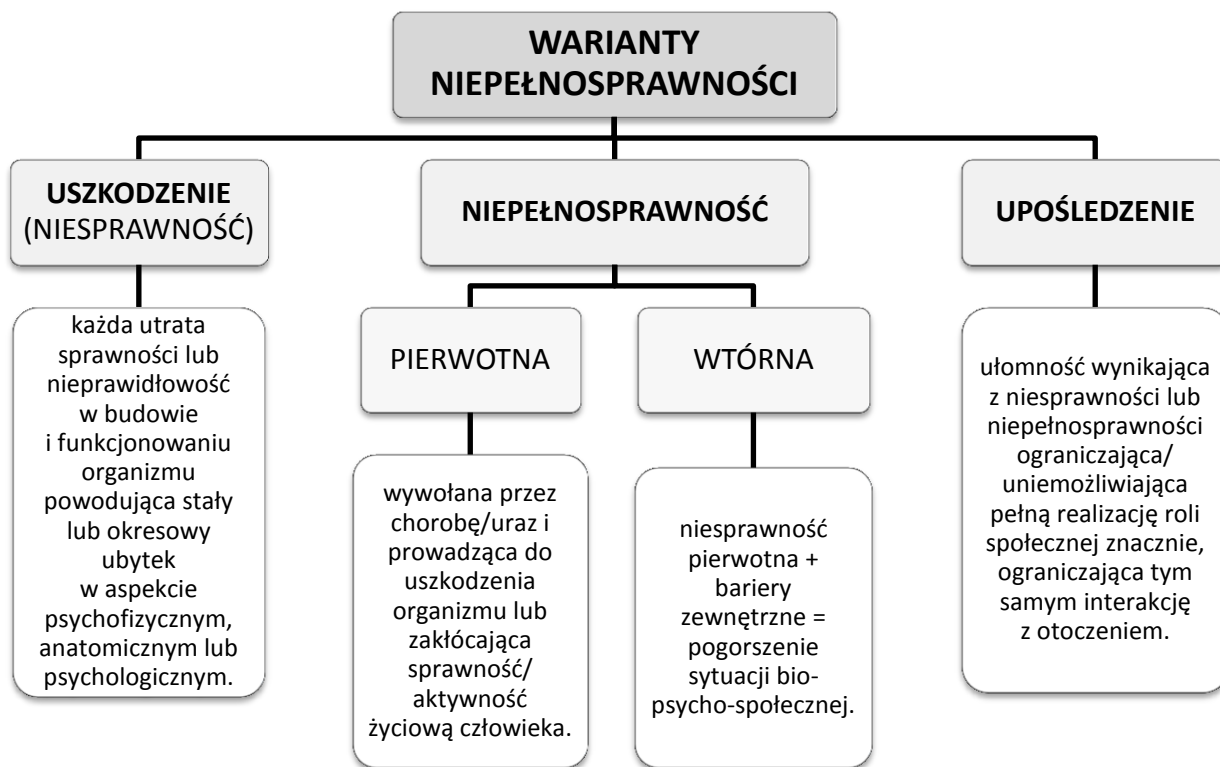 WARIANTY
NIEPEŁNOSPRAWNOŚCI
USZKODZENIE
(NIESPRAWNOŚĆ)
każda utrata
sprawności lub
nieprawidłowość
w budowie
i funkcjonowaniu
organizmu
powodująca stały
lub okresowy
ubytek
w aspekcie
psychofizycznym,
anatomicznym lub
psychologicznym.
NIEPEŁNOSPRAWNOŚĆ
PIERWOTNA
wywołana przez
chorobę/uraz i
prowadząca do
uszkodzenia
organizmu lub
zakłócająca
sprawność/
aktywność
życiową człowieka.
WTÓRNA
niesprawność
pierwotna +
bariery
zewnętrzne =
pogorszenie
sytuacji bio-
psycho-społecznej.
UPOŚLEDZENIE
ułomność wynikająca
z niesprawności lub
niepełnosprawności
ograniczająca/
uniemożliwiająca
pełną realizację roli
społecznej znacznie,
ograniczająca tym
samym interakcję
z otoczeniem.